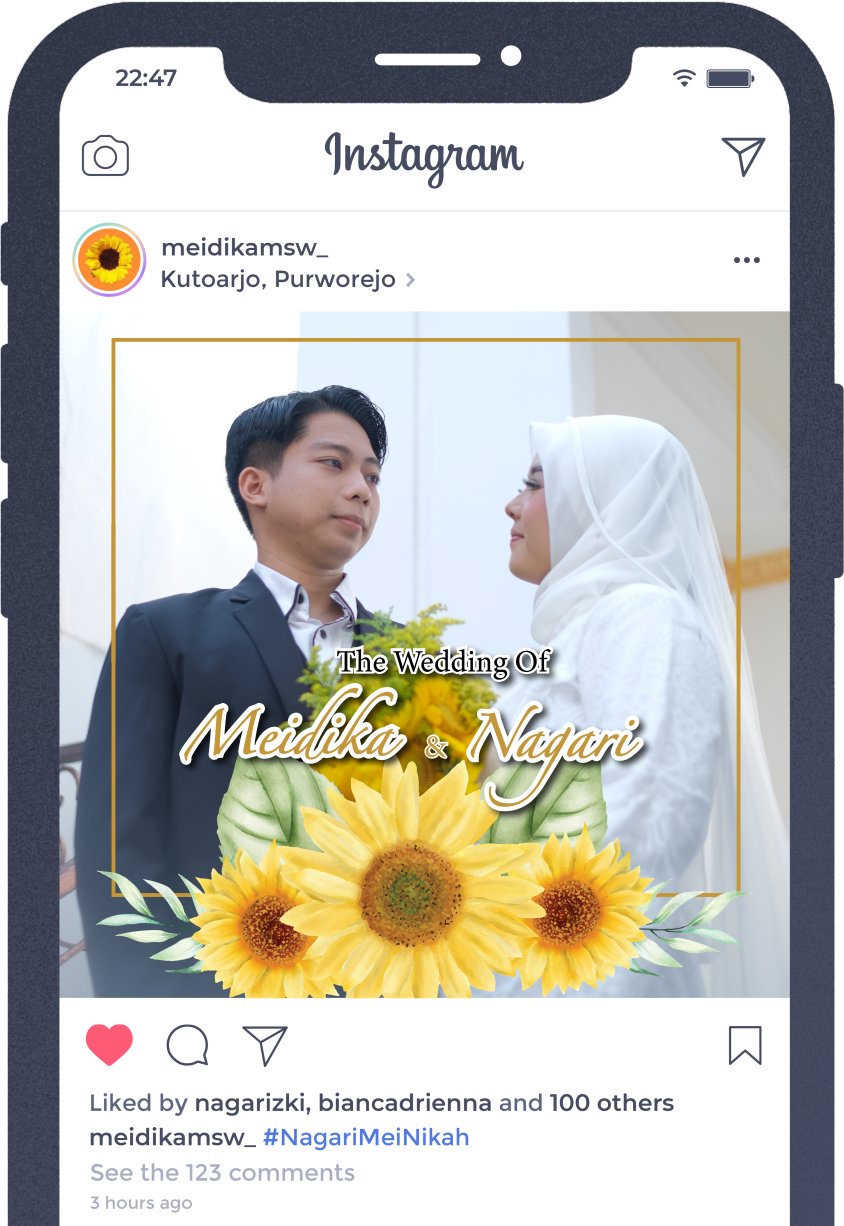 22:47
Instagram
meidikamsw_
Kutoarjo, Purworejo >
The Wedding Of
Meidika & Nagari
Liked by nagarizki, biancadrienna and 100 others
meidikamsw_ #NagariMeiNikah
See the 123 comments
3 hours ago